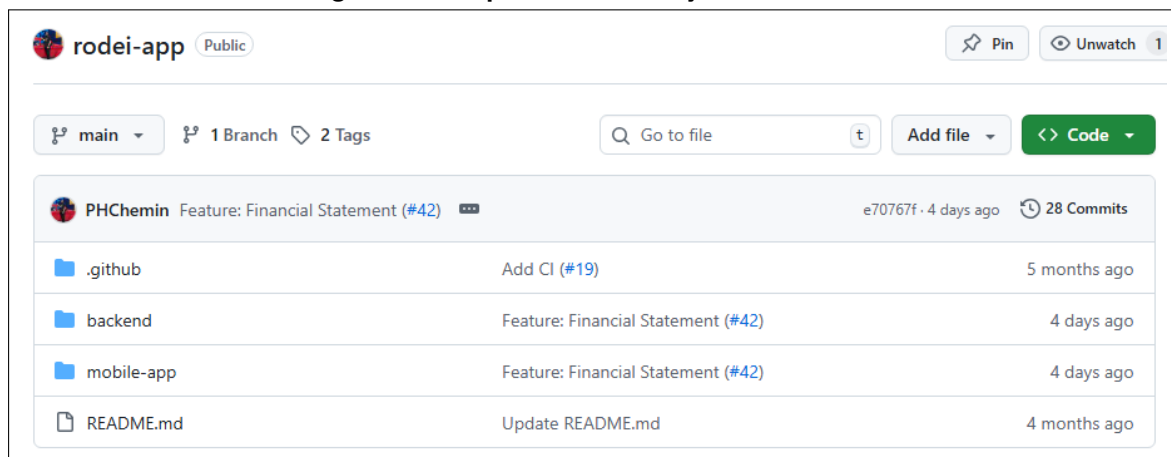 rodei-app Public Pin Unwatch 1
main 1 Branch 2 Tags Go to file t Add file Code
PHChemin Feature: Financial Statement (#42) e70767f · 4 days ago 28 Commits
.github Add CI (#19) 5 months ago
backend Feature: Financial Statement (#42) 4 days ago
mobile-app Feature: Financial Statement (#42) 4 days ago
README.md Update README.md 4 months ago